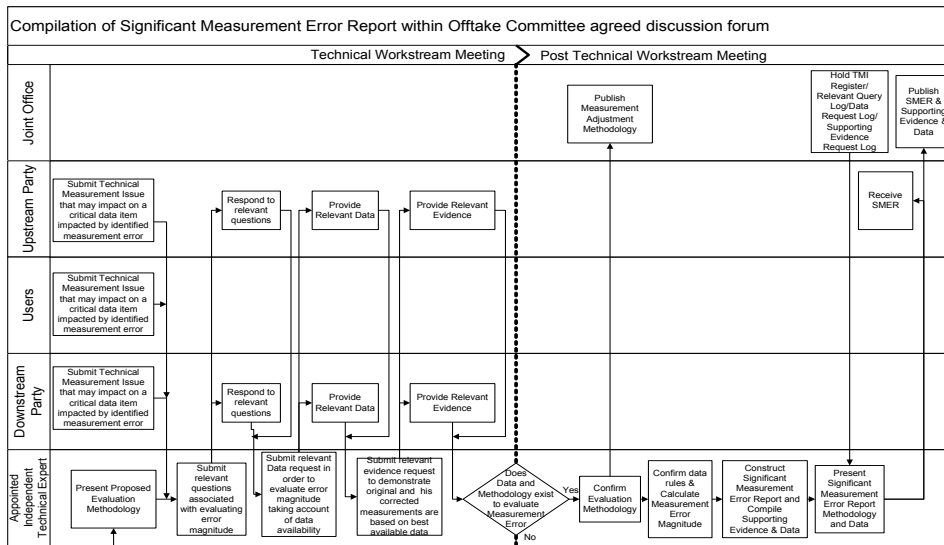 Compilation of Significant Measurement Error Report within Offtake Committee agreed discussion forum
Technical Workstream Meeting
Post Technical Workstream Meeting
Joint Office
Publish
Measurement
Adjustment
Methodology
Hold TMI
Register/
Relevant Query
Log/Data
Request Log/
Supporting
Evidence
Request Log
Publish
SMER &
Supporting
Evidence &
Data
Upstream Party
Submit Technical
Measurement Issue
that may impact on a
critical data item
impacted by identified
measurement error
Respond to
relevant
questions
Provide
Relevant Data
Provide Relevant
Evidence
Receive
SMER
Users
Submit Technical
Measurement Issue
that may impact on a
critical data item
impacted by identified
measurement error
Downstream
Party
Submit Technical
Measurement Issue
that may impact on a
critical data item
impacted by identified
measurement error
Respond to
relevant
questions
Provide
Relevant Data
Provide Relevant
Evidence
Appointed
Independent
Technical Expert
Present Proposed
Evaluation
Methodology
Submit
relevant
questions
associated
with evaluating
error
magnitude
Submit relevant
Data request in
order to
evaluate error
magnitude
taking account
of data
availability
Submit relevant
evidence request
to demonstrate
original and his
corrected
measurements are
based on best
available data
Does
Data and
Methodology exist
to evaluate
Measurement
Error
Yes
No
Confirm
Evaluation
Methodology
Confirm data
rules & Calculate
Measurement
Error
Magnitude
Construct
Significant
Measurement
Error Report and
Compile
Supporting
Evidence & Data
Present
Significant
Measurement
Error Report
Methodology
and Data